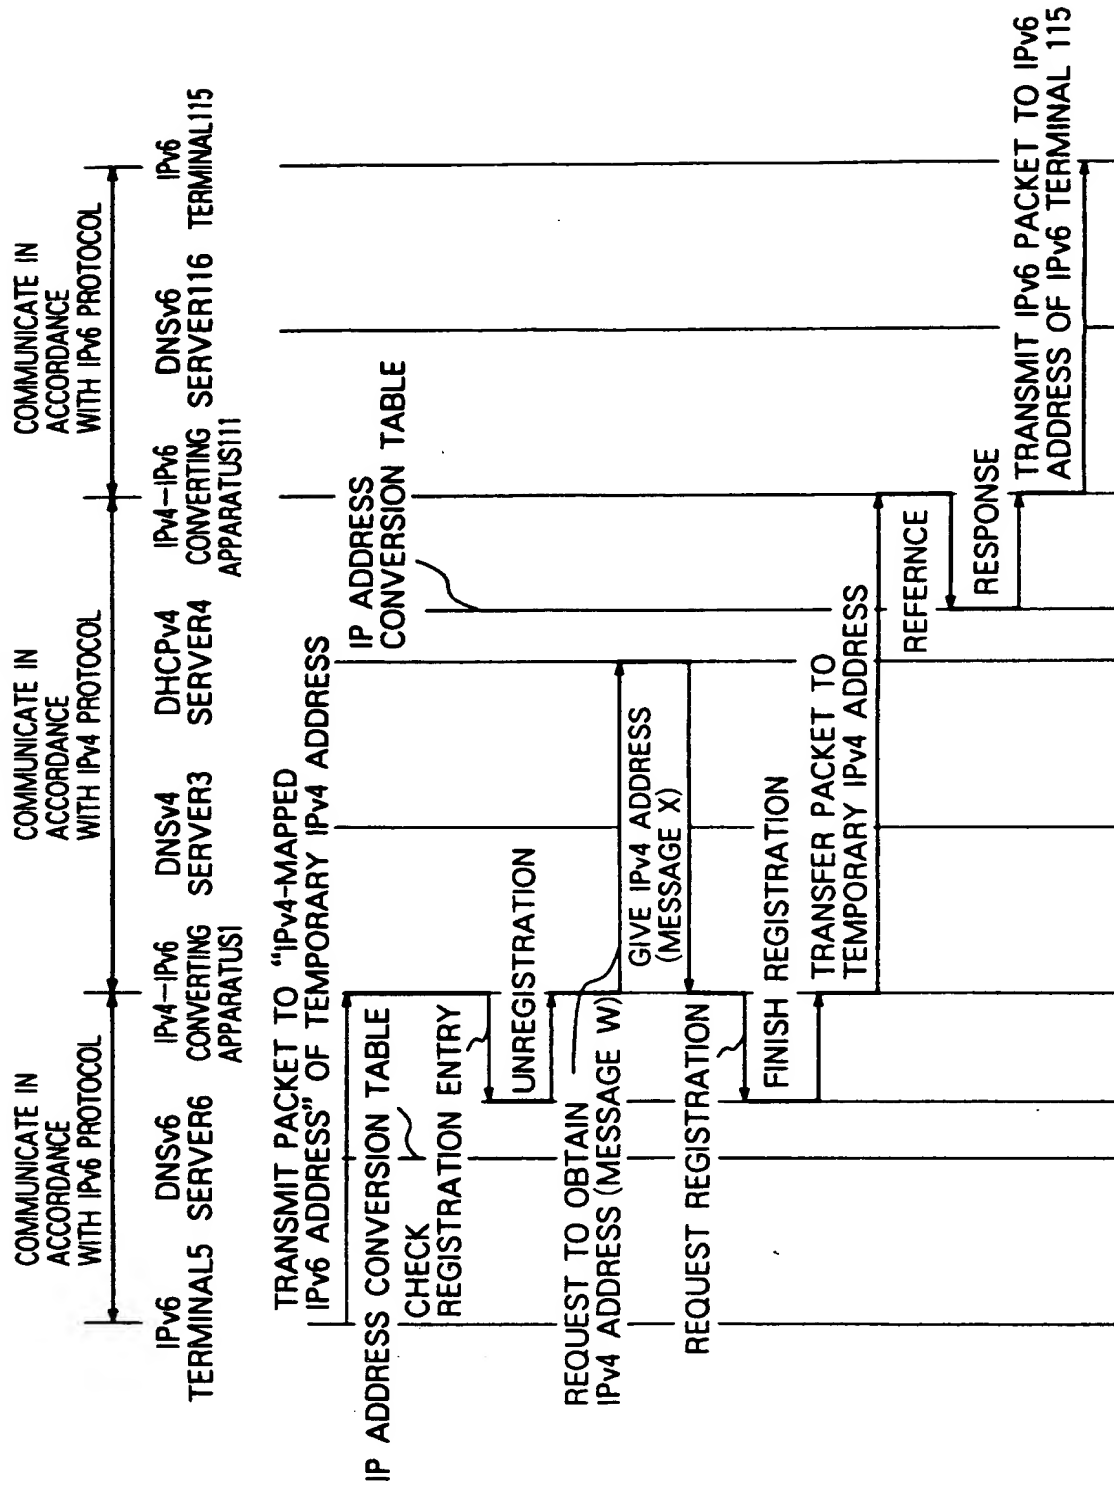 COMMUNICATE IN
ACCORDANCE
WITH IPv6 PROTOCOL
COMMUNICATE IN
ACCORDANCE
WITH IPv4 PROTOCOL
COMMUNICATE IN
ACCORDANCE
WITH IPv6 PROTOCOL
IPv6
TERMINAL5
DNSv6
SERVER6
IPv4-IPv6
CONVERTING
APPARATUS1
DNSv4
SERVER3
DHCPv4
SERVER4
IPv4-IPv6
CONVERTING
APPARATUS111
DNSv6
SERVER116
IPv6
TERMINAL115
TRANSMIT PACKET TO "IPv4-MAPPED
IPv6 ADDRESS" OF TEMPORARY IPv4 ADDRESS
IP ADDRESS
CONVERSION TABLE
IP ADDRESS CONVERSION TABLE
CHECK
REGISTRATION ENTRY
UNREGISTRATION
REQUEST TO OBTAIN
IPv4 ADDRESS (MESSAGE W)
GIVE IPv4 ADDRESS
(MESSAGE X)
REQUEST REGISTRATION
FINISH REGISTRATION
TRANSFER PACKET TO
TEMPORARY IPv4 ADDRESS
REFERNCE
RESPONSE
TRANSMIT IPv6 PACKET TO IPv6
ADDRESS OF IPv6 TERMINAL 115